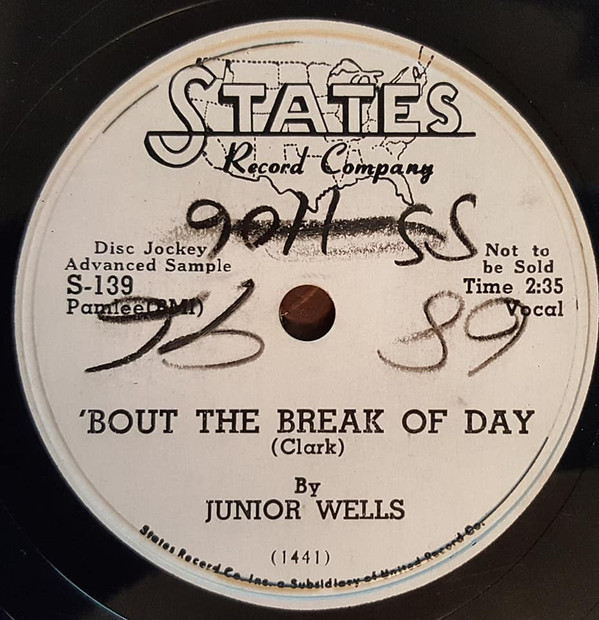 STATES
Record Company
9011-SS
Disc Jockey
Advanced Sample
Not to
be Sold
S-139
Time 2:35
Pamlee(BMI)
Vocal
89
'BOUT THE BREAK OF DAY
(Clark)
By
JUNIOR WELLS
(1441)
States Record Co. Inc. a Subsidiary of United Record Co.